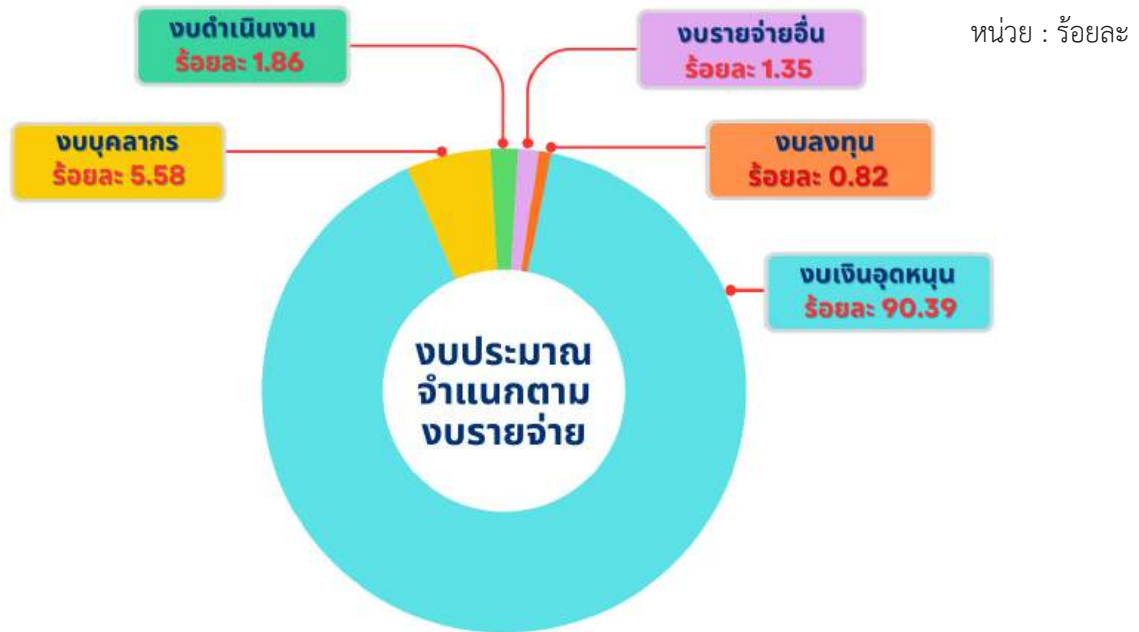 หน่วย : ร้อยละ
งบดำเนินงาน
ร้อยละ 1.86
งบรายจ่ายอื่น
ร้อยละ 1.35
งบบุคลากร
ร้อยละ 5.58
งบลงทุน
ร้อยละ 0.82
งบเงินอุดหนุน
ร้อยละ 90.39
งบประมาณ
จำแนกตาม
งบรายจ่าย